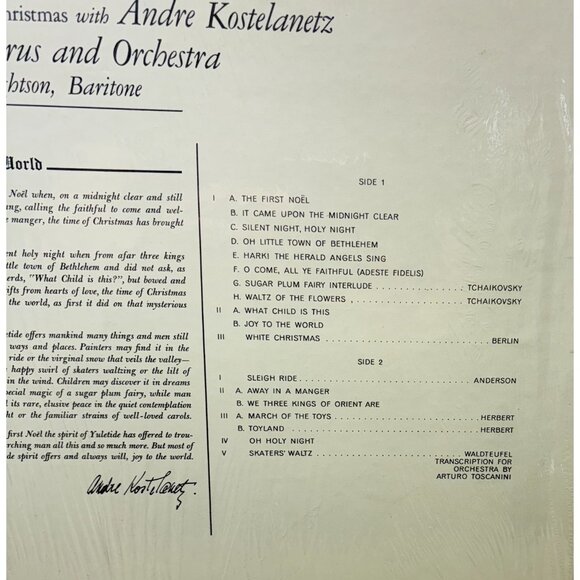 Christmas with Andre Kostelanetz
rus and Orchestra
ghtson, Baritone
World
Noël when, on a midnight clear and still
ung, calling the faithful to come and wel-
e manger, the time of Christmas has brought
ent holy night when from afar three kings
ttle town of Bethlehem and did not ask, as
erds, "What Child is this?", but bowed and
gifts from hearts of love, the time of Christmas
the world, as first it did on that mysterious
etide offers mankind many things and men still
ways and places. Painters may find it in the
ride or the virginal snow that veils the valley—
happy swirl of skaters waltzing or the lilt of
in the wind. Children may discover it in dreams
special magic of a sugar plum fairy, while man
l its rare, elusive peace in the quiet contemplation
ght or the familiar strains of well-loved carols.
first Noël the spirit of Yuletide has offered to trou-
rching man all this and so much more. But most of
de spirit offers and always will, joy to the world.
Andre Kostelanetz.
SIDE 1
I A. THE FIRST NOËL
B. IT CAME UPON THE MIDNIGHT CLEAR
C. SILENT NIGHT, HOLY NIGHT
D. OH LITTLE TOWN OF BETHLEHEM
E. HARK! THE HERALD ANGELS SING
F. O COME, ALL YE FAITHFUL (ADESTE FIDELIS)
G. SUGAR PLUM FAIRY INTERLUDE . . . . . . . . . . . . . . TCHAIKOVSKY
H. WALTZ OF THE FLOWERS . . . . . . . . . . . . . . . . . . TCHAIKOVSKY
II A. WHAT CHILD IS THIS
B. JOY TO THE WORLD
III WHITE CHRISTMAS . . . . . . . . . . . . . . . . . . . . . . . . BERLIN
SIDE 2
I SLEIGH RIDE . . . . . . . . . . . . . . . . . . . . . . . . . ANDERSON
II A. AWAY IN A MANGER
B. WE THREE KINGS OF ORIENT ARE
III A. MARCH OF THE TOYS . . . . . . . . . . . . . . . . . . . . HERBERT
B. TOYLAND . . . . . . . . . . . . . . . . . . . . . . . . . . HERBERT
IV OH HOLY NIGHT
V SKATERS' WALTZ . . . . . . . . . . . . . . . . . . WALDTEUFEL
TRANSCRIPTION FOR
ORCHESTRA BY
ARTURO TOSCANINI